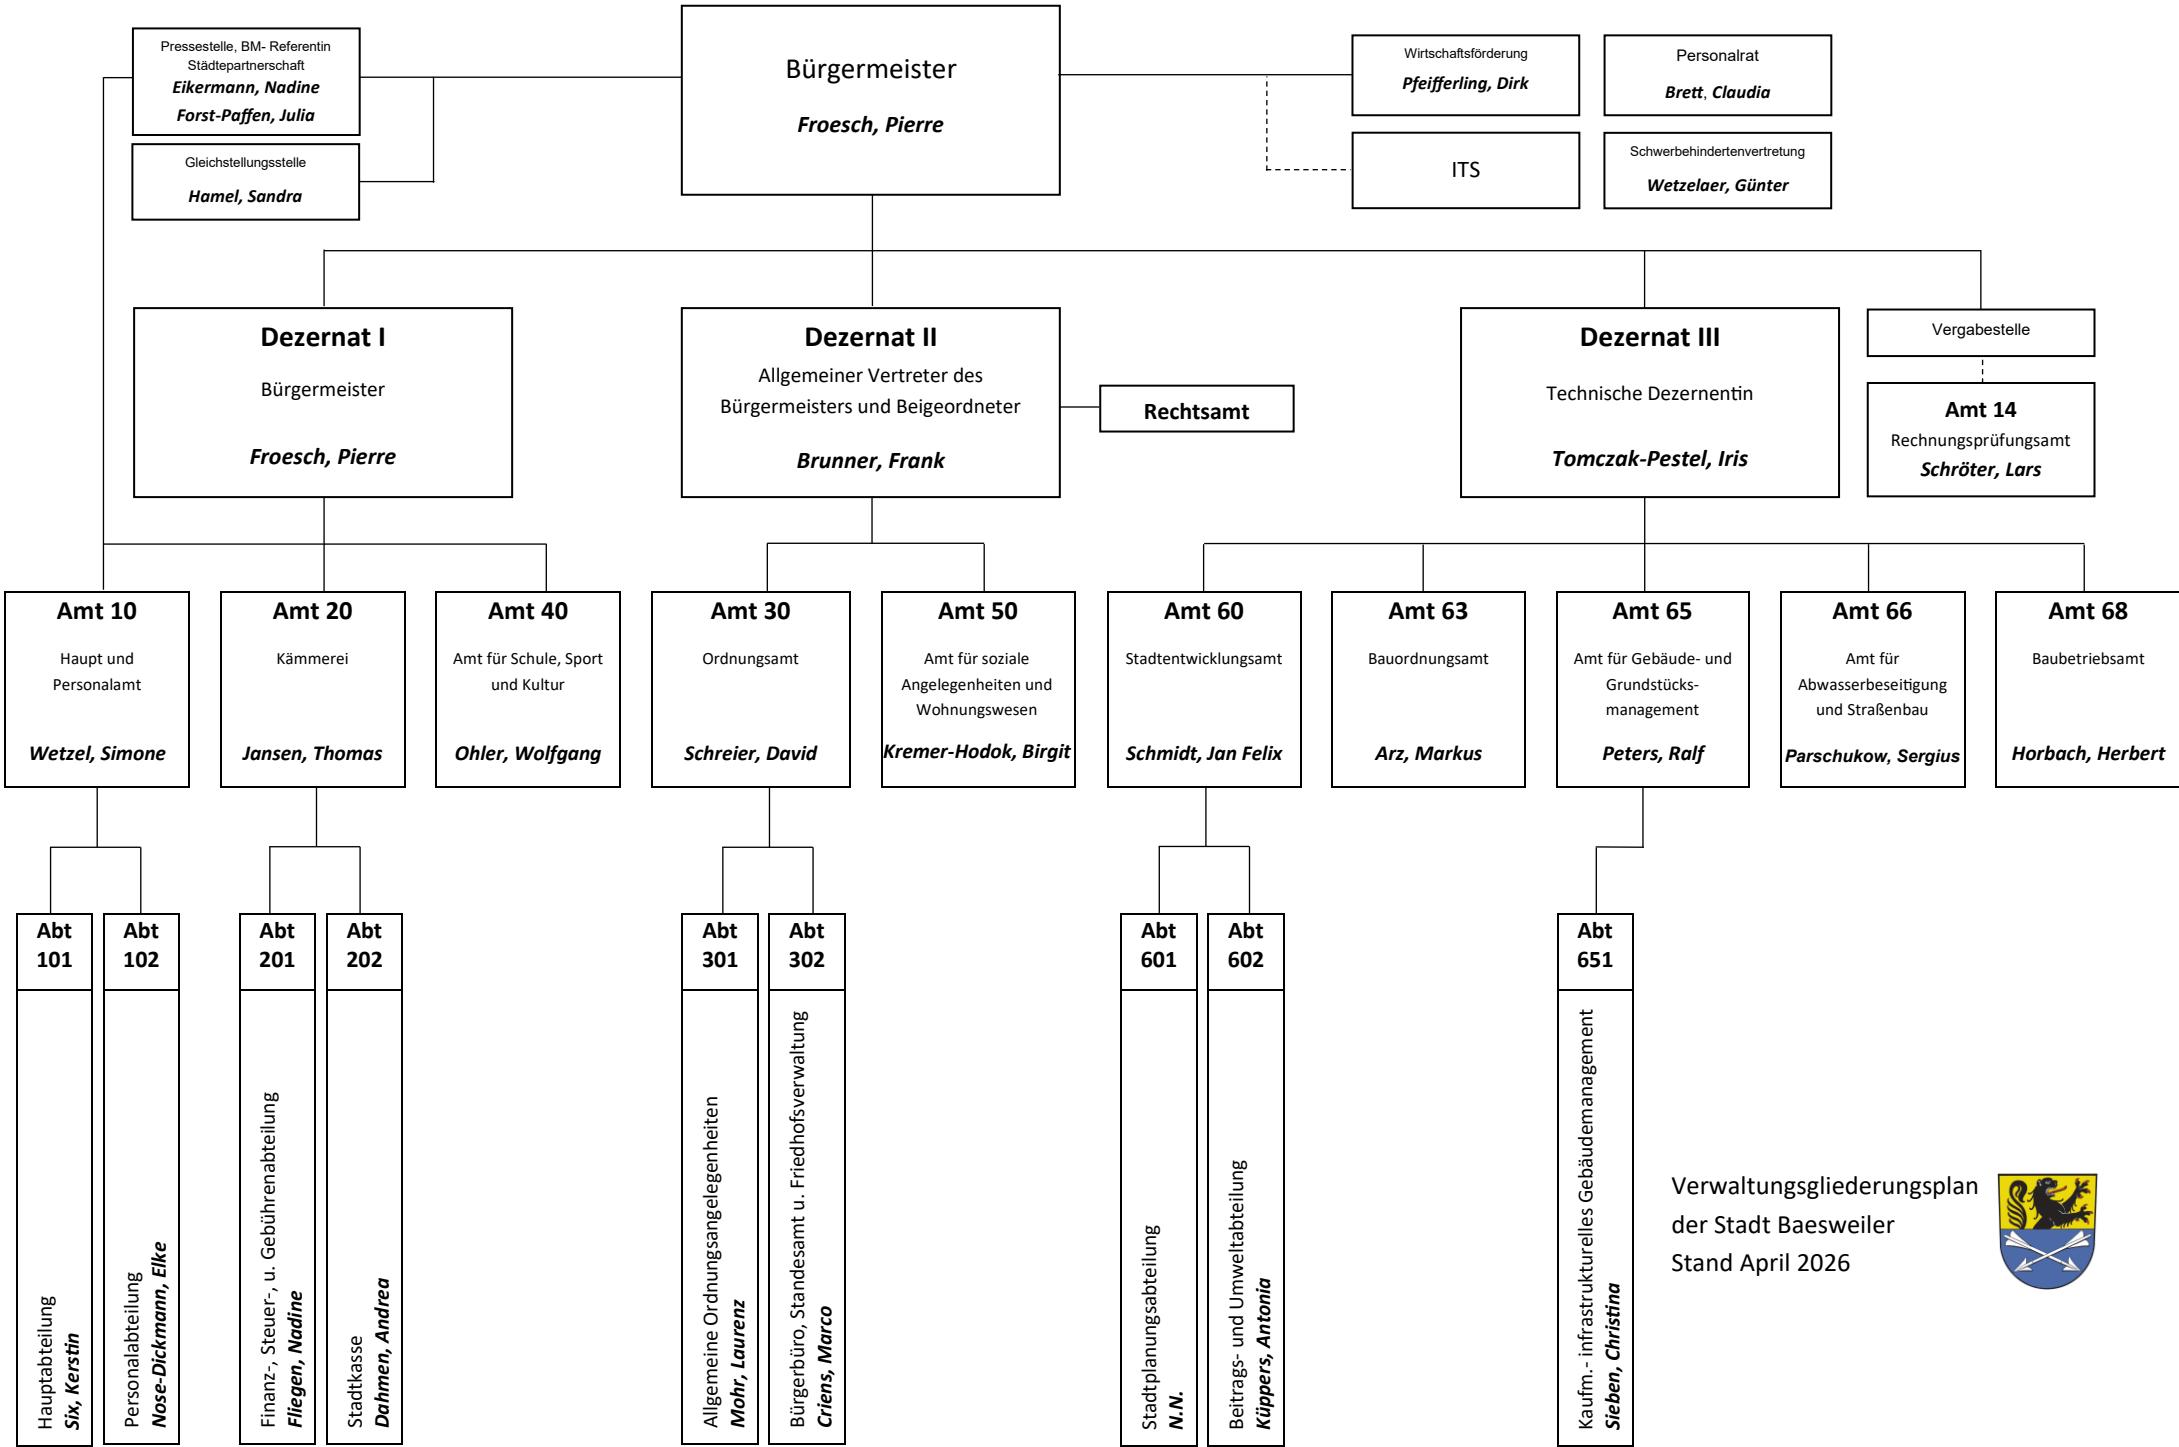 Pressestelle, BM- Referentin
Städtepartnerschaft
Eikermann, Nadine
Forst-Paffen, Julia
Gleichstellungsstelle
Hamel, Sandra
Bürgermeister
Froesch, Pierre
Wirtschaftsförderung
Pfeifferling, Dirk
Personalrat
Brett, Claudia
ITS
Schwerbehindertenvertretung
Wetzelaer, Günter
Dezernat I
Bürgermeister
Froesch, Pierre
Dezernat II
Allgemeiner Vertreter des
Bürgermeisters und Beigeordneter
Brunner, Frank
Rechtsamt
Dezernat III
Technische Dezernentin
Tomczak-Pestel, Iris
Vergabestelle
Amt 14
Rechnungsprüfungsamt
Schröter, Lars
Amt 10
Haupt und
Personalamt
Wetzel, Simone
Amt 20
Kämmerei
Jansen, Thomas
Amt 40
Amt für Schule, Sport
und Kultur
Ohler, Wolfgang
Amt 30
Ordnungsamt
Schreier, David
Amt 50
Amt für soziale
Angelegenheiten und
Wohnungswesen
Kremer-Hodok, Birgit
Amt 60
Stadtentwicklungsamt
Schmidt, Jan Felix
Amt 63
Bauordnungsamt
Arz, Markus
Amt 65
Amt für Gebäude- und
Grundstücks-
management
Peters, Ralf
Amt 66
Amt für
Abwasserbeseitigung
und Straßenbau
Parschukow, Sergius
Amt 68
Baubetriebsamt
Horbach, Herbert
Abt
101
Hauptabteilung
Six, Kerstin
Abt
102
Personalabteilung
Nose-Dickmann, Elke
Abt
201
Finanz-, Steuer-, u. Gebührenabteilung
Fliegen, Nadine
Abt
202
Stadtkasse
Dahmen, Andrea
Abt
301
Allgemeine Ordnungsangelegenheiten
Mohr, Laurenz
Abt
302
Bürgerbüro, Standesamt u. Friedhofsverwaltung
Criens, Marco
Abt
601
Stadtplanungsabteilung
N.N.
Abt
602
Beitrags- und Umweltabteilung
Küppers, Antonia
Abt
651
Kaufm.- infrastrukturelles Gebäudemanagement
Sieben, Christina
Verwaltungsgliederungsplan
der Stadt Baesweiler
Stand April 2026